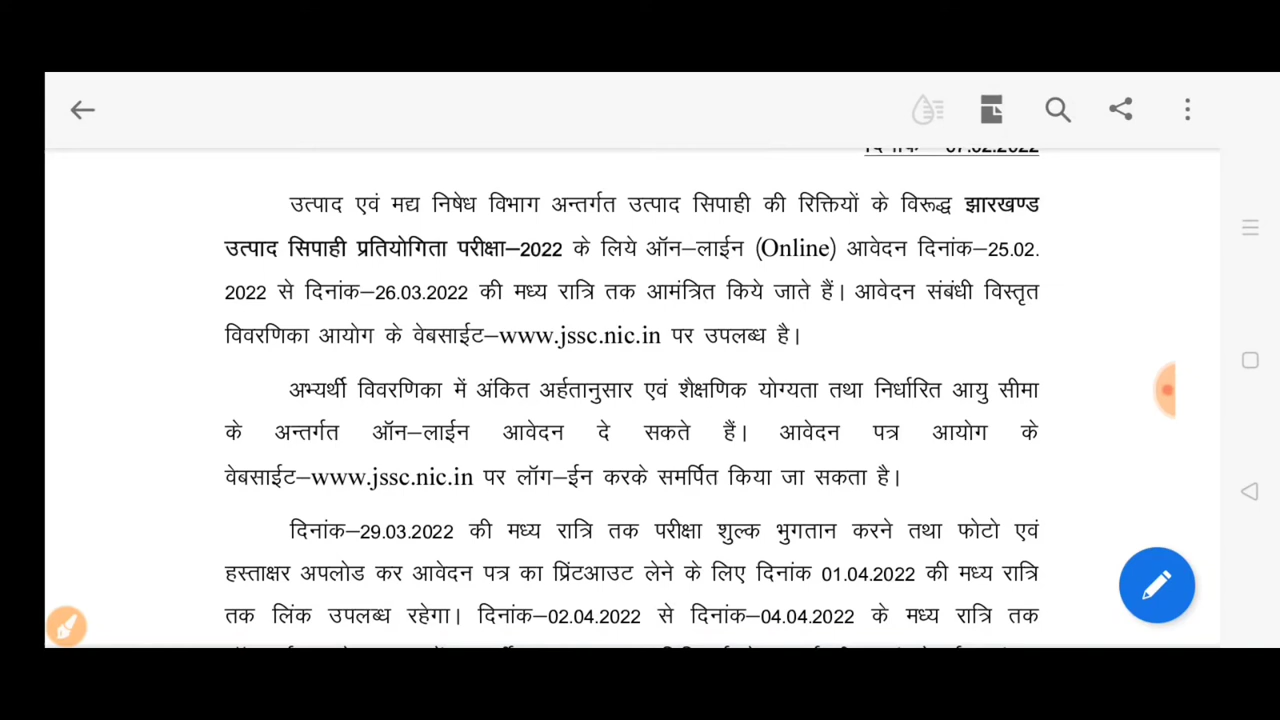 दिनांक– 07.02.2022
उत्पाद एवं मद्य निषेध विभाग अन्तर्गत उत्पाद सिपाही की रिक्तियों के विरूद्ध झारखण्ड
उत्पाद सिपाही प्रतियोगिता परीक्षा–2022 के लिये ऑन–लाईन (Online) आवेदन दिनांक–25.02.
2022 से दिनांक–26.03.2022 की मध्य रात्रि तक आमंत्रित किये जाते हैं। आवेदन संबंधी विस्तृत
विवरणिका आयोग के वेबसाईट–www.jssc.nic.in पर उपलब्ध है।
अभ्यर्थी विवरणिका में अंकित अर्हतानुसार एवं शैक्षणिक योग्यता तथा निर्धारित आयु सीमा
के अन्तर्गत ऑन–लाईन आवेदन दे सकते हैं। आवेदन पत्र आयोग के
वेबसाईट–www.jssc.nic.in पर लॉग–ईन करके समर्पित किया जा सकता है।
दिनांक–29.03.2022 की मध्य रात्रि तक परीक्षा शुल्क भुगतान करने तथा फोटो एवं
हस्ताक्षर अपलोड कर आवेदन पत्र का प्रिंटआउट लेने के लिए दिनांक 01.04.2022 की मध्य रात्रि
तक लिंक उपलब्ध रहेगा। दिनांक–02.04.2022 से दिनांक–04.04.2022 के मध्य रात्रि तक